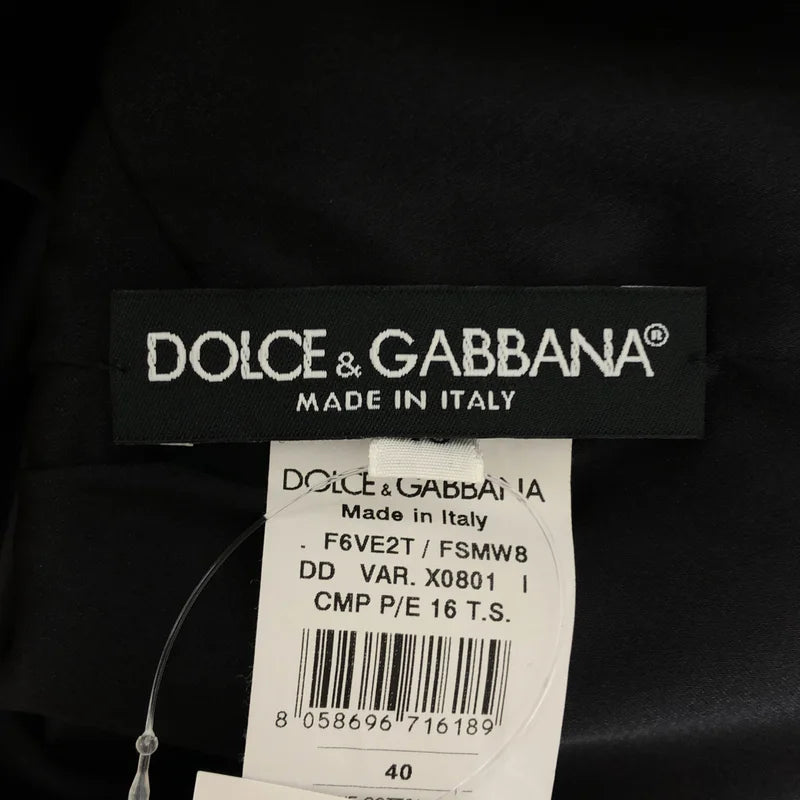 DOLCE & GABBANA®
MADE IN ITALY
DOLCE & GABBANA
Made in Italy
. F6VE2T / FSMW8
DD VAR. X0801 I
CMP P/E 16 T.S.
8 058696 716189
40